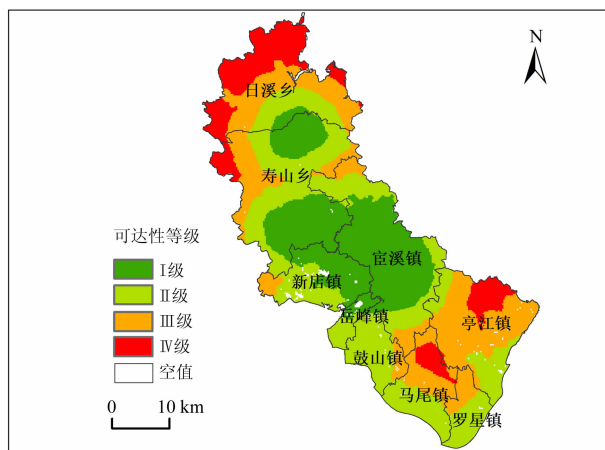 N
日溪乡
寿山乡
可达性等级
I级
II级
III级
IV级
空值
0 10 km
宦溪镇
新店镇
岳峰镇
亭江镇
鼓山镇
马尾镇
罗星镇